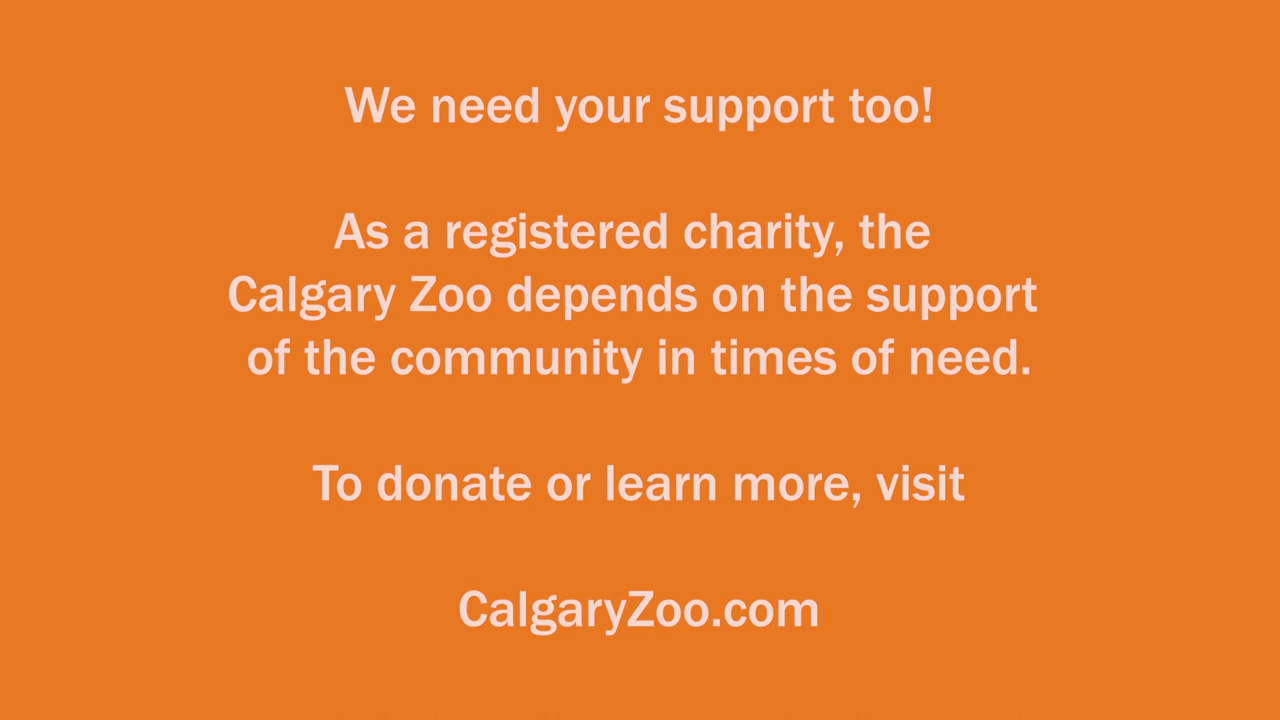 We need your support too!
As a registered charity, the
Calgary Zoo depends on the support
of the community in times of need.
To donate or learn more, visit
CalgaryZoo.com